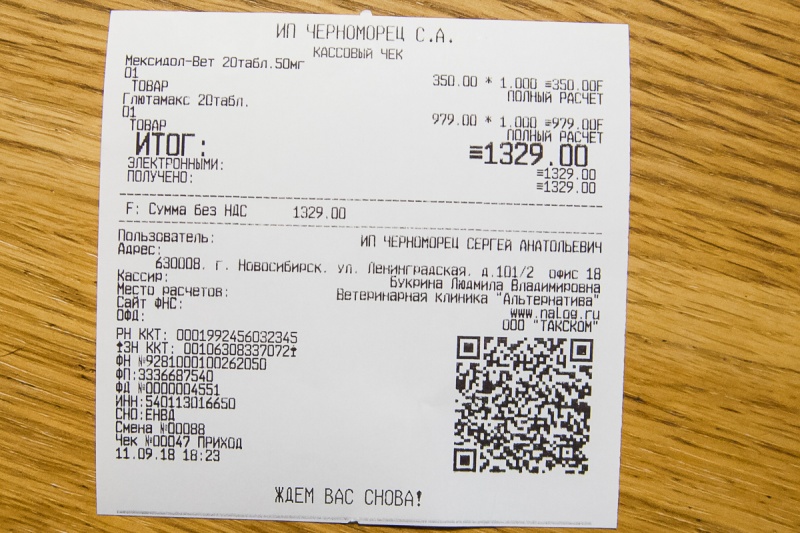 ИП ЧЕРНОМОРЕЦ С.А.
КАССОВЫЙ ЧЕК
Мексидол-Вет 20табл.50мг
01 350.00 * 1.000 ≡350.00F
ТОВАР ПОЛНЫЙ РАСЧЕТ
Глютамакс 20табл.
01 979.00 * 1.000 ≡979.00F
ТОВАР ПОЛНЫЙ РАСЧЕТ
ИТОГ: ≡1329.00
ЭЛЕКТРОННЫМИ: ≡1329.00
ПОЛУЧЕНО: ≡1329.00
F: Сумма без НДС 1329.00
Пользователь: ИП ЧЕРНОМОРЕЦ СЕРГЕЙ АНАТОЛЬЕВИЧ
Адрес:
630008, г. Новосибирск, ул. Ленинградская, д.101/2 офис 18
Кассир: Букрина Людмила Владимировна
Место расчетов: Ветеринарная клиника "Альтернатива"
Сайт ФНС: www.nalog.ru
ОФД: ООО "ТАКСКОМ"
РН ККТ: 0001992456032345
ЗН ККТ: 00106308337072
ФН №9281000100262050
ФП:3336687540
ФД №0000004551
ИНН:540113016650
СНО:ЕНВД
Смена №00088
Чек №00047 ПРИХОД
11.09.18 18:23
ЖДЕМ ВАС СНОВА!